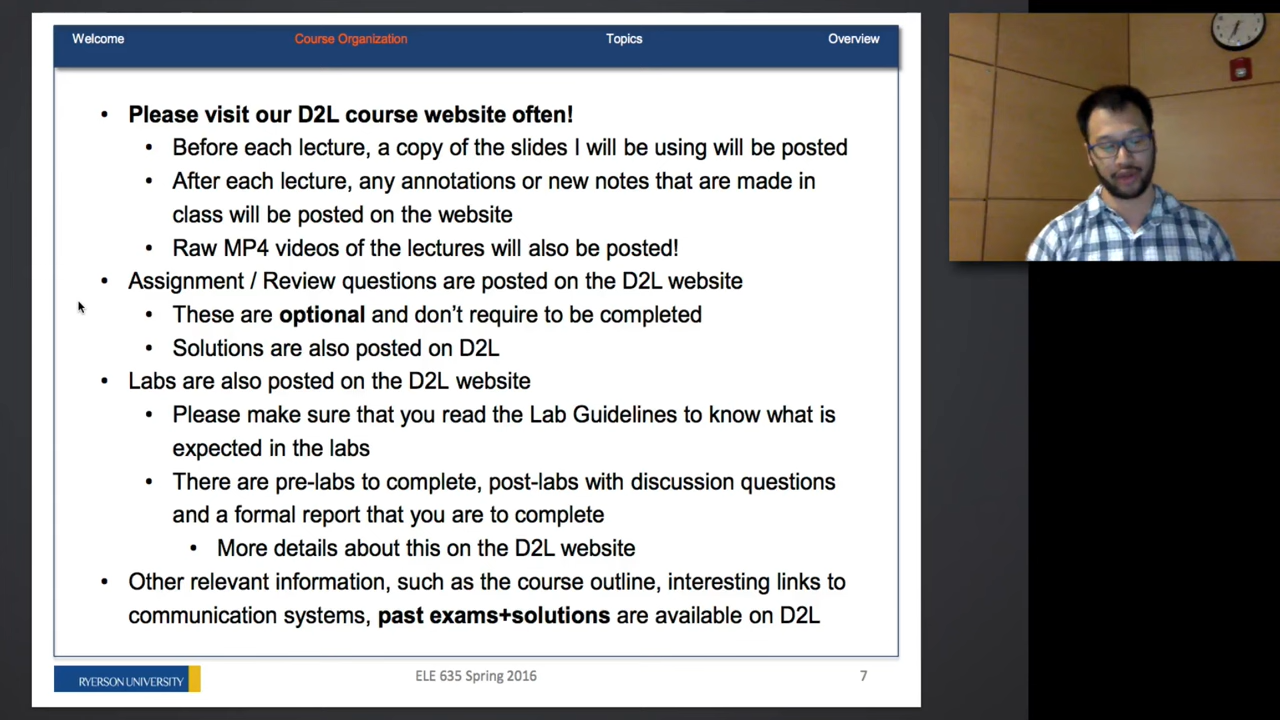 Welcome
Course Organization
Topics
Overview
• Please visit our D2L course website often!
• Before each lecture, a copy of the slides I will be using will be posted
• After each lecture, any annotations or new notes that are made in
class will be posted on the website
• Raw MP4 videos of the lectures will also be posted!
• Assignment / Review questions are posted on the D2L website
• These are optional and don’t require to be completed
• Solutions are also posted on D2L
• Labs are also posted on the D2L website
• Please make sure that you read the Lab Guidelines to know what is
expected in the labs
• There are pre-labs to complete, post-labs with discussion questions
and a formal report that you are to complete
• More details about this on the D2L website
• Other relevant information, such as the course outline, interesting links to
communication systems, past exams+solutions are available on D2L
RYERSON UNIVERSITY
ELE 635 Spring 2016
7